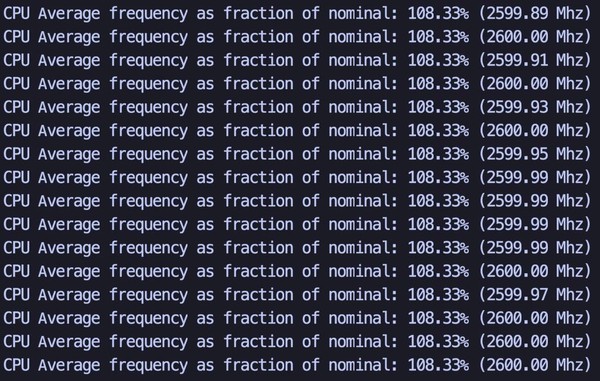 CPU Average frequency as fraction of nominal: 108.33% (2599.89 Mhz)
CPU Average frequency as fraction of nominal: 108.33% (2600.00 Mhz)
CPU Average frequency as fraction of nominal: 108.33% (2599.91 Mhz)
CPU Average frequency as fraction of nominal: 108.33% (2600.00 Mhz)
CPU Average frequency as fraction of nominal: 108.33% (2599.93 Mhz)
CPU Average frequency as fraction of nominal: 108.33% (2600.00 Mhz)
CPU Average frequency as fraction of nominal: 108.33% (2599.95 Mhz)
CPU Average frequency as fraction of nominal: 108.33% (2599.99 Mhz)
CPU Average frequency as fraction of nominal: 108.33% (2599.99 Mhz)
CPU Average frequency as fraction of nominal: 108.33% (2599.99 Mhz)
CPU Average frequency as fraction of nominal: 108.33% (2599.99 Mhz)
CPU Average frequency as fraction of nominal: 108.33% (2600.00 Mhz)
CPU Average frequency as fraction of nominal: 108.33% (2599.97 Mhz)
CPU Average frequency as fraction of nominal: 108.33% (2600.00 Mhz)
CPU Average frequency as fraction of nominal: 108.33% (2600.00 Mhz)
CPU Average frequency as fraction of nominal: 108.33% (2600.00 Mhz)